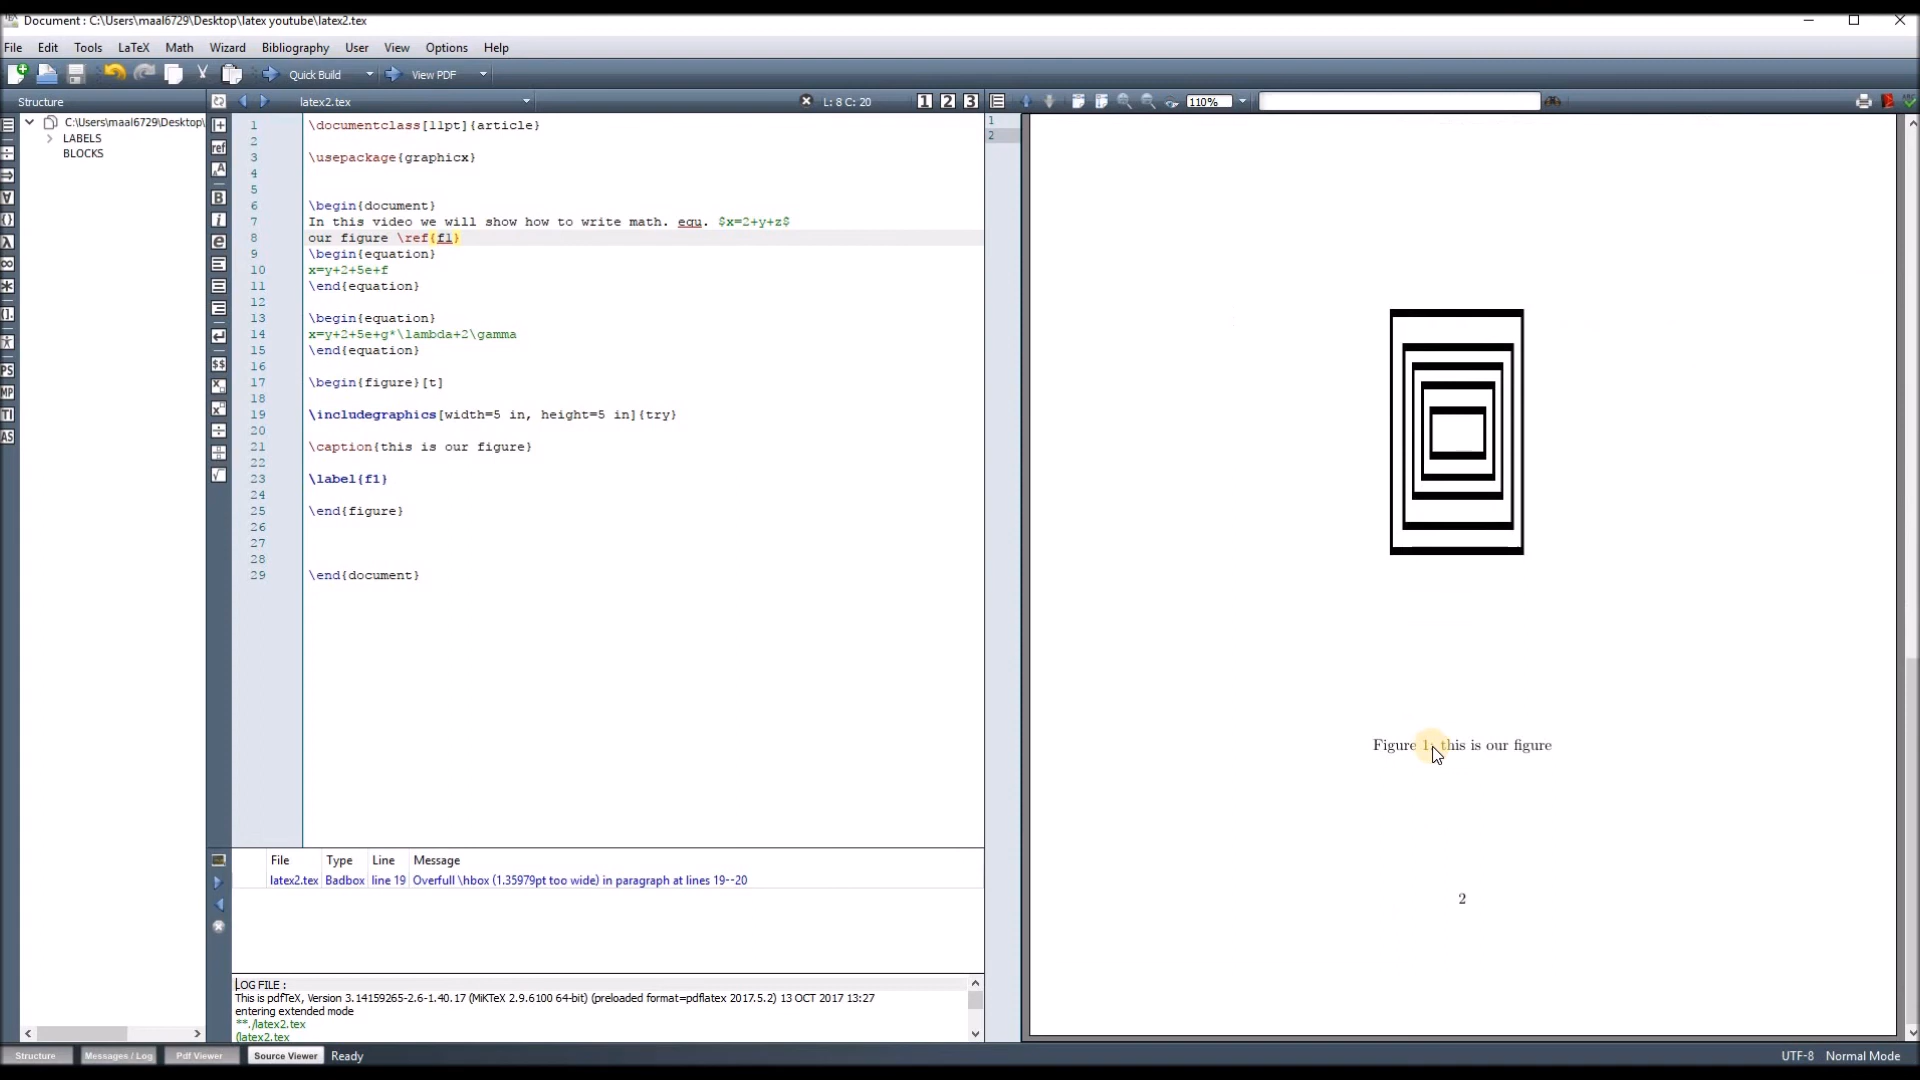 Document : C:\Users\maal6729\Desktop\latex youtube\latex2.tex
File Edit Tools LaTeX Math Wizard Bibliography User View Options Help
Quick Build View PDF
Structure latex2.tex L: 8 C: 20 1 2 3 110%
C:\Users\maal6729\Desktop\
LABELS
BLOCKS
1 \documentclass[11pt]{article}
2
3 \usepackage{graphicx}
4
5
6 \begin{document}
7 In this video we will show how to write math. equ. $x=2+y+z$
8 our figure \ref{f1}
9 \begin{equation}
10 x=y+2+5e+f
11 \end{equation}
12
13 \begin{equation}
14 x=y+2+5e+g*\lambda+2\gamma
15 \end{equation}
16
17 \begin{figure}[t]
18
19 \includegraphics[width=5 in, height=5 in]{try}
20
21 \caption{this is our figure}
22
23 \label{f1}
24
25 \end{figure}
26
27
28
29 \end{document}
ref
B
i
e
$$
PS
MP
TI
AS
1
2
Figure 1: this is our figure
2
File Type Line Message
latex2.tex Badbox line 19 Overfull \hbox (1.35979pt too wide) in paragraph at lines 19--20
LOG FILE :
This is pdfTeX, Version 3.14159265-2.6-1.40.17 (MiKTeX 2.9.6100 64-bit) (preloaded format=pdflatex 2017.5.2) 13 OCT 2017 13:27
entering extended mode
**./latex2.tex
(latex2.tex
Structure Messages / Log Pdf Viewer Source Viewer Ready UTF-8 Normal Mode